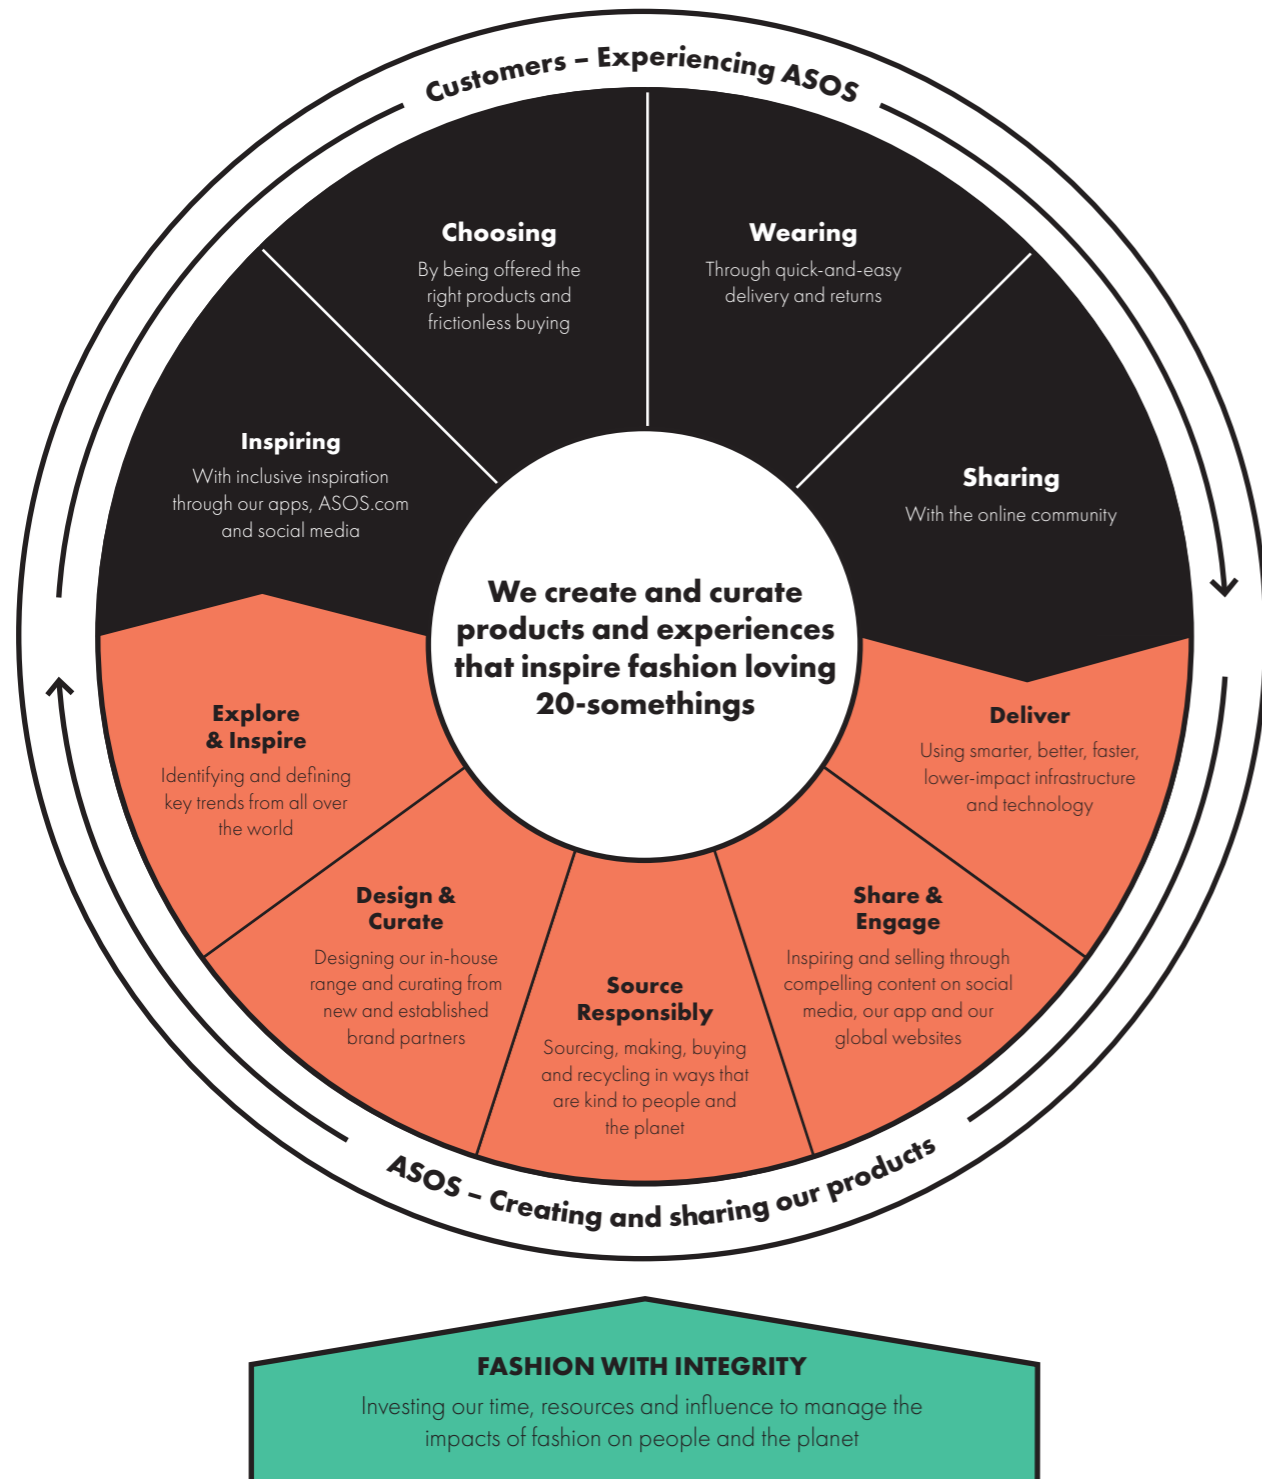 Customers – Experiencing ASOS
Choosing
By being offered the
right products and
frictionless buying
Wearing
Through quick-and-easy
delivery and returns
Inspiring
With inclusive inspiration
through our apps, ASOS.com
and social media
Sharing
With the online community
We create and curate
products and experiences
that inspire fashion loving
20-somethings
Explore
& Inspire
Identifying and defining
key trends from all over
the world
Deliver
Using smarter, better, faster,
lower-impact infrastructure
and technology
Design &
Curate
Designing our in-house
range and curating from
new and established
brand partners
Share &
Engage
Inspiring and selling through
compelling content on social
media, our app and our
global websites
Source
Responsibly
Sourcing, making, buying
and recycling in ways that
are kind to people and
the planet
ASOS – Creating and sharing our products
FASHION WITH INTEGRITY
Investing our time, resources and influence to manage the
impacts of fashion on people and the planet